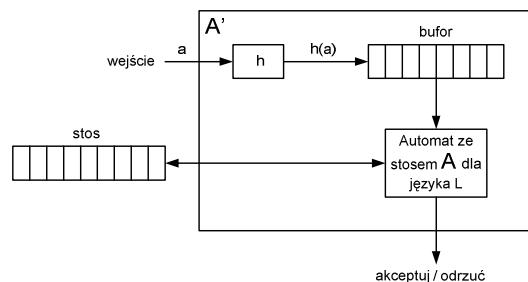 A'
bufor
wejście
a
h
h(a)
stos
Automat ze
stosem A dla
języka L
akceptuj / odrzuć